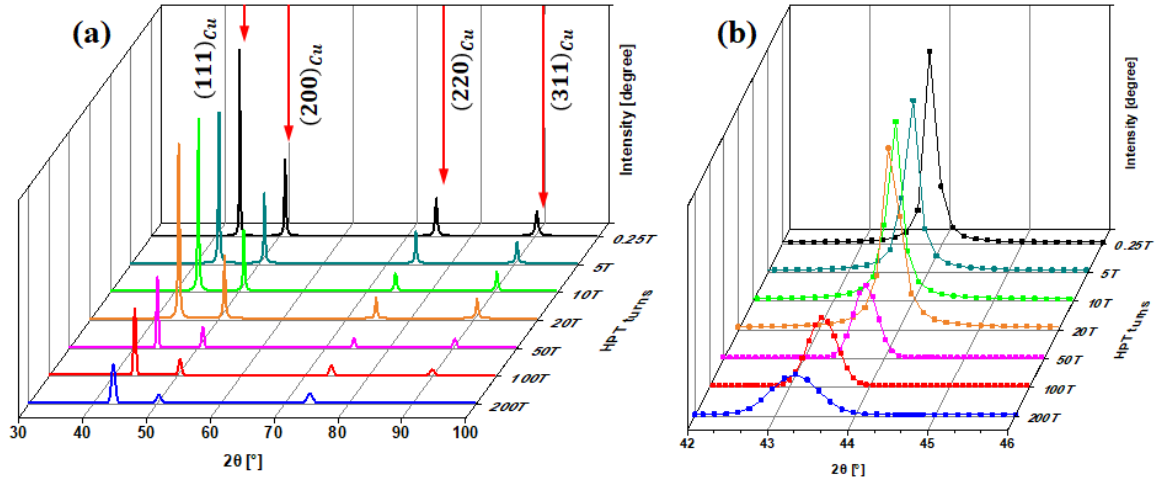 (a)
(111)Cu
(200)Cu
(220)Cu
(311)Cu
Intensity [degree]
0.25T
5T
10T
20T
50T
100T
200T
HpT turns
30 40 50 60 70 80 90 100
2θ [°]
(b)
Intensity [degree]
0.25T
5T
10T
20T
50T
100T
200T
HpT turns
42 43 44 45 46
2θ [°]